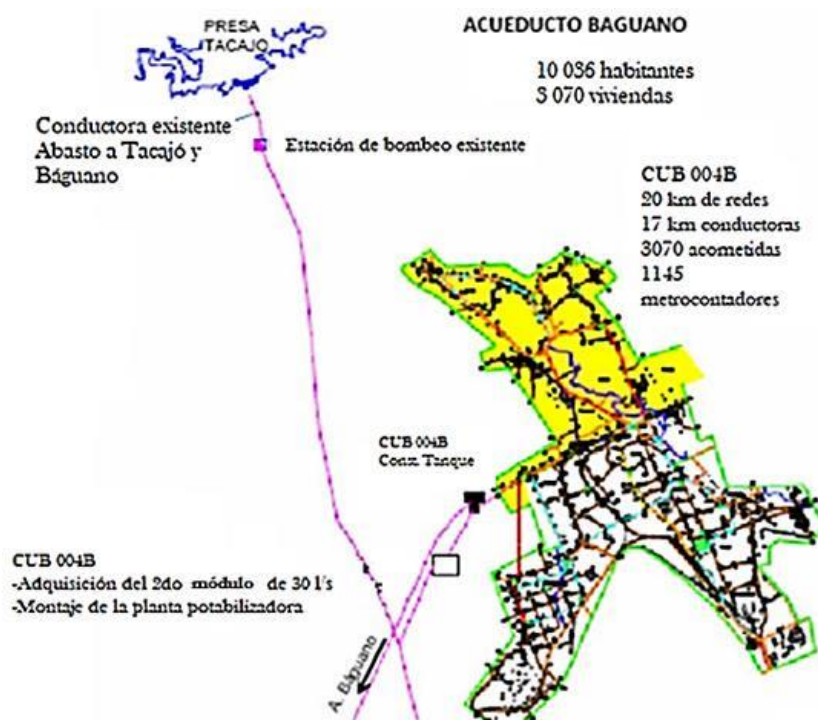 PRESA
TACAJO
ACUEDUCTO BAGUANO
10 036 habitantes
3 070 viviendas
Conductora existente
Abasto a Tacajó y
Báguano
Estación de bombeo existente
CUB 004B
20 km de redes
17 km conductoras
3070 acometidas
1145
metrocontadores
CUB 004B
Const. Tanque
CUB 004B
-Adquisición del 2do módulo de 30 l/s
-Montaje de la planta potabilizadora
A. Báguano